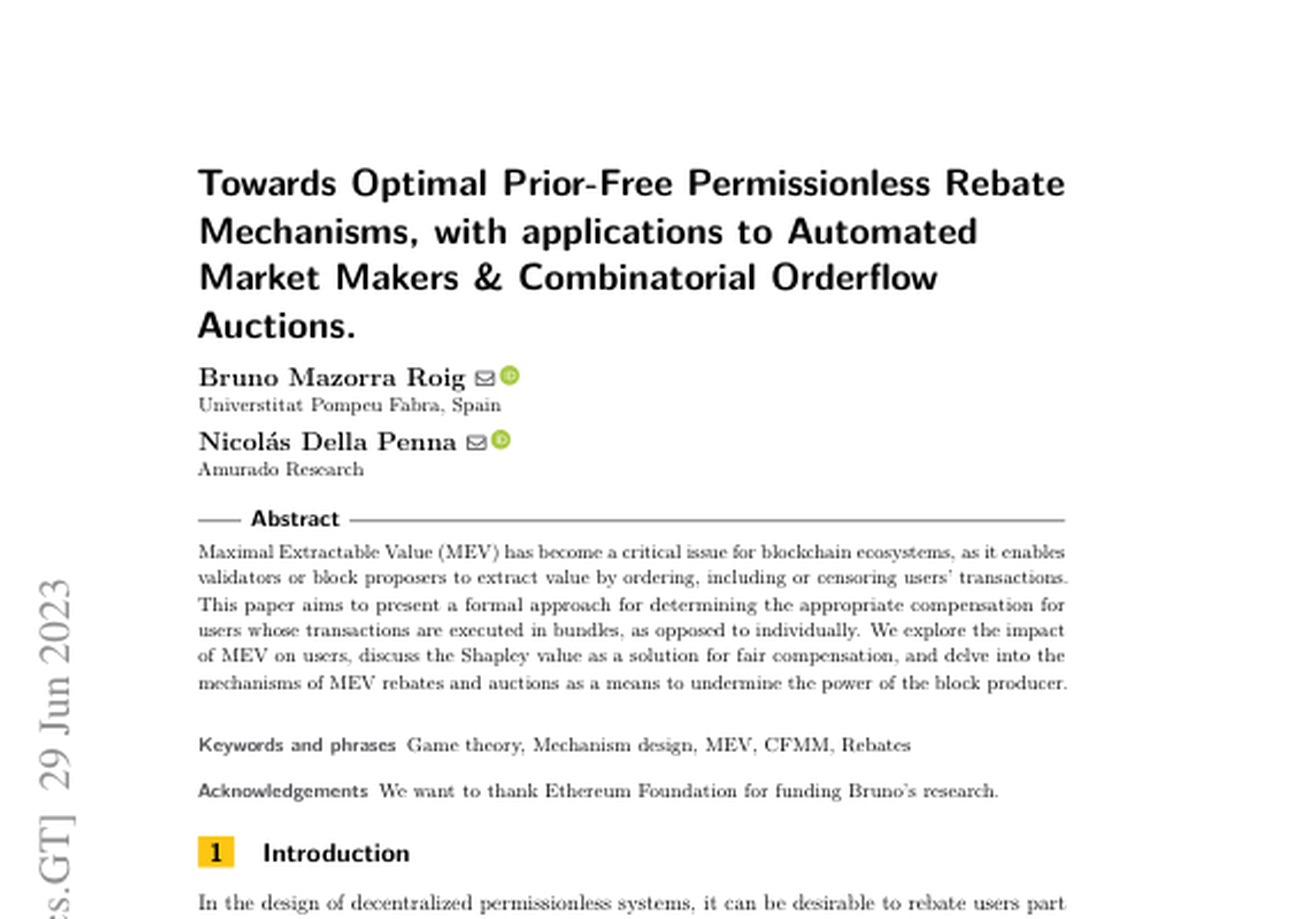 Towards Optimal Prior-Free Permissionless Rebate
Mechanisms, with applications to Automated
Market Makers & Combinatorial Orderflow
Auctions.
Bruno Mazorra Roig
Universtitat Pompeu Fabra, Spain
Nicolás Della Penna
Amurado Research
Abstract
Maximal Extractable Value (MEV) has become a critical issue for blockchain ecosystems, as it enables
validators or block proposers to extract value by ordering, including or censoring users' transactions.
This paper aims to present a formal approach for determining the appropriate compensation for
users whose transactions are executed in bundles, as opposed to individually. We explore the impact
of MEV on users, discuss the Shapley value as a solution for fair compensation, and delve into the
mechanisms of MEV rebates and auctions as a means to undermine the power of the block producer.
Keywords and phrases Game theory, Mechanism design, MEV, CFMM, Rebates
Acknowledgements We want to thank Ethereum Foundation for funding Bruno's research.
1 Introduction
In the design of decentralized permissionless systems, it can be desirable to rebate users part
s.GT] 29 Jun 2023